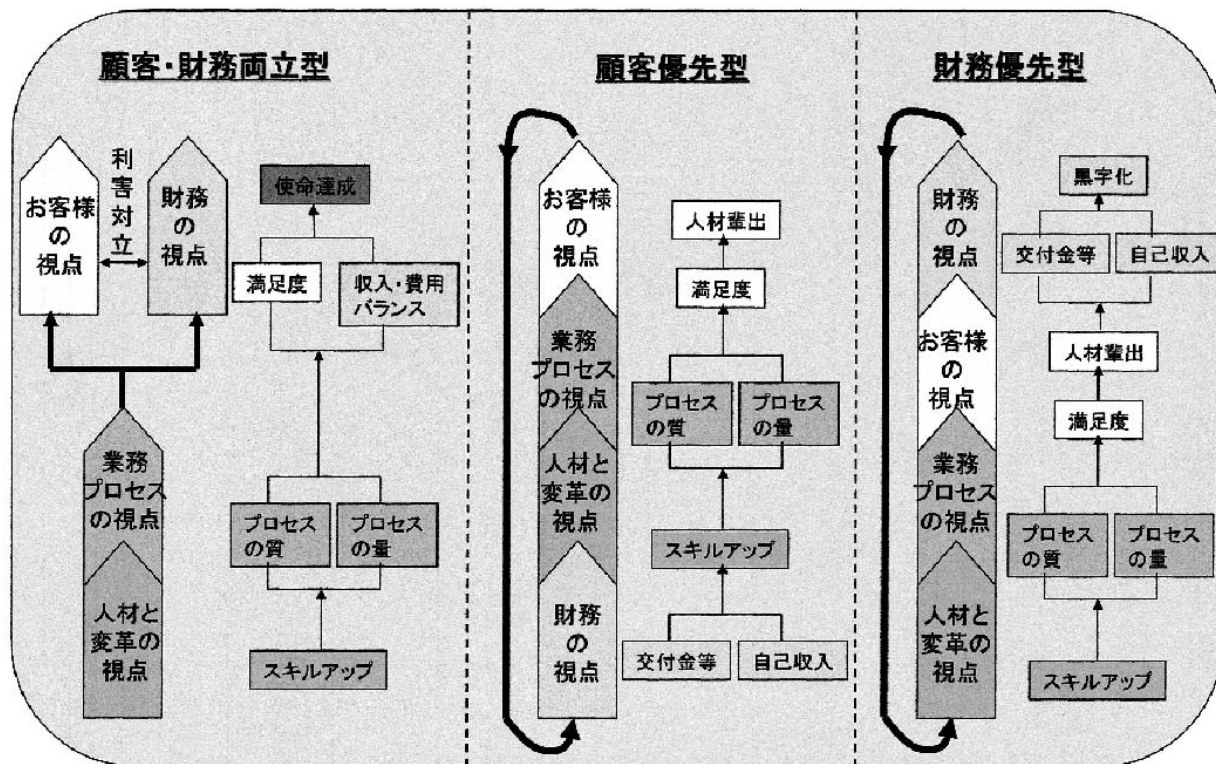 顧客・財務両立型
お客様
の
視点
利
害
対
立
財
務
の
視
点
業務
プロセス
の視点
人材と
変革の
視点
使命達成
満足度
収入・費用
バランス
プロセス
の質
プロセス
の量
スキルアップ
顧客優先型
お客様
の
視点
業務
プロセス
の視点
人材と
変革の
視点
財務
の
視点
人材輩出
満足度
プロセス
の質
プロセス
の量
スキルアップ
交付金等
自己収入
財務優先型
財務
の
視点
お客様
の
視点
業務
プロセス
の視点
人材と
変革の
視点
黒字化
交付金等
自己収入
人材輩出
満足度
プロセス
の質
プロセス
の量
スキルアップ